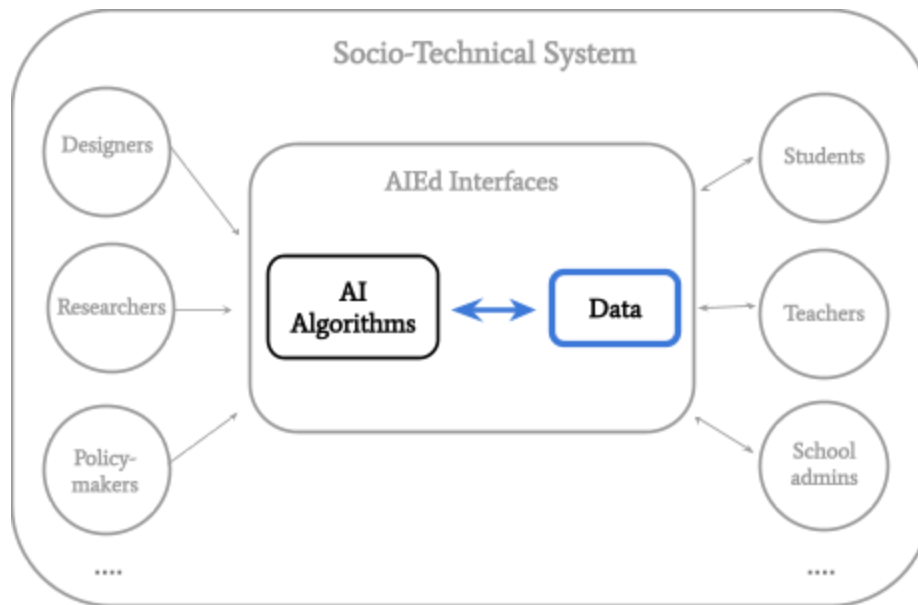 Socio-Technical System
Designers
Students
AIEd Interfaces
AI
Algorithms
Data
Researchers
Teachers
Policy-
makers
School
admins
....
....